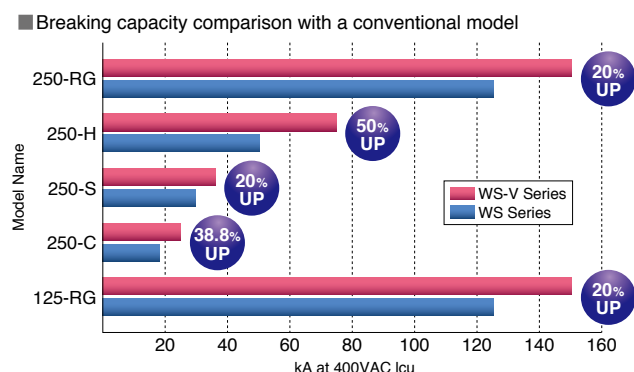 ■ Breaking capacity comparison with a conventional model
Model Name
250-RG
20% UP
250-H
50% UP
250-S
20% UP
250-C
38.8% UP
125-RG
20% UP
WS-V Series
WS Series
20 40 60 80 100 120 140 160
kA at 400VAC Icu